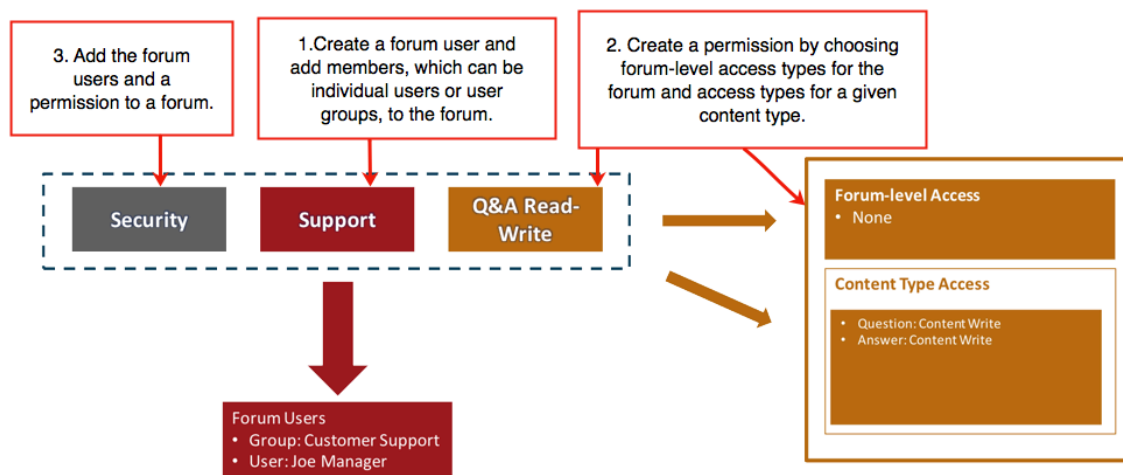 3. Add the forum
users and a
permission to a forum.
1.Create a forum user and
add members, which can be
individual users or user
groups, to the forum.
2. Create a permission by choosing
forum-level access types for the
forum and access types for a given
content type.
Security
Support
Q&A Read-
Write
Forum-level Access
• None
Content Type Access
• Question: Content Write
• Answer: Content Write
Forum Users
• Group: Customer Support
• User: Joe Manager